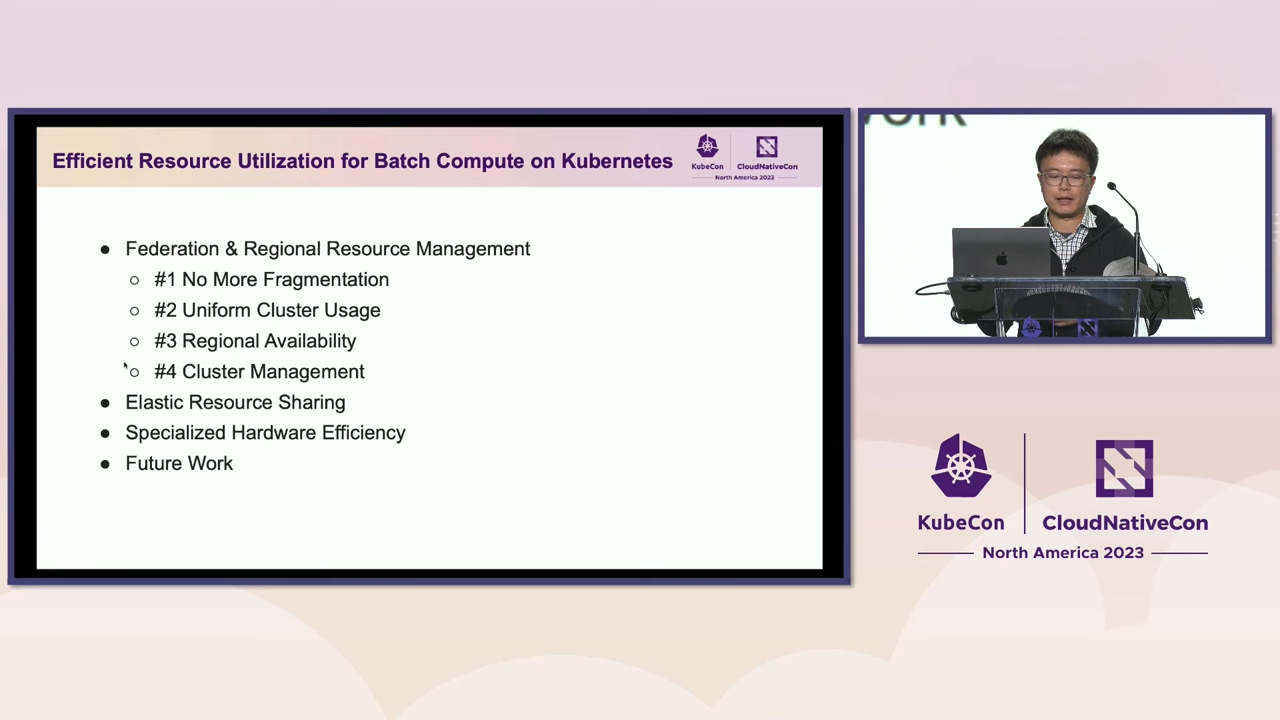 Efficient Resource Utilization for Batch Compute on Kubernetes
KubeCon
CloudNativeCon
North America 2023
● Federation & Regional Resource Management
○ #1 No More Fragmentation
○ #2 Uniform Cluster Usage
○ #3 Regional Availability
○ #4 Cluster Management
● Elastic Resource Sharing
● Specialized Hardware Efficiency
● Future Work
KubeCon
CloudNativeCon
North America 2023